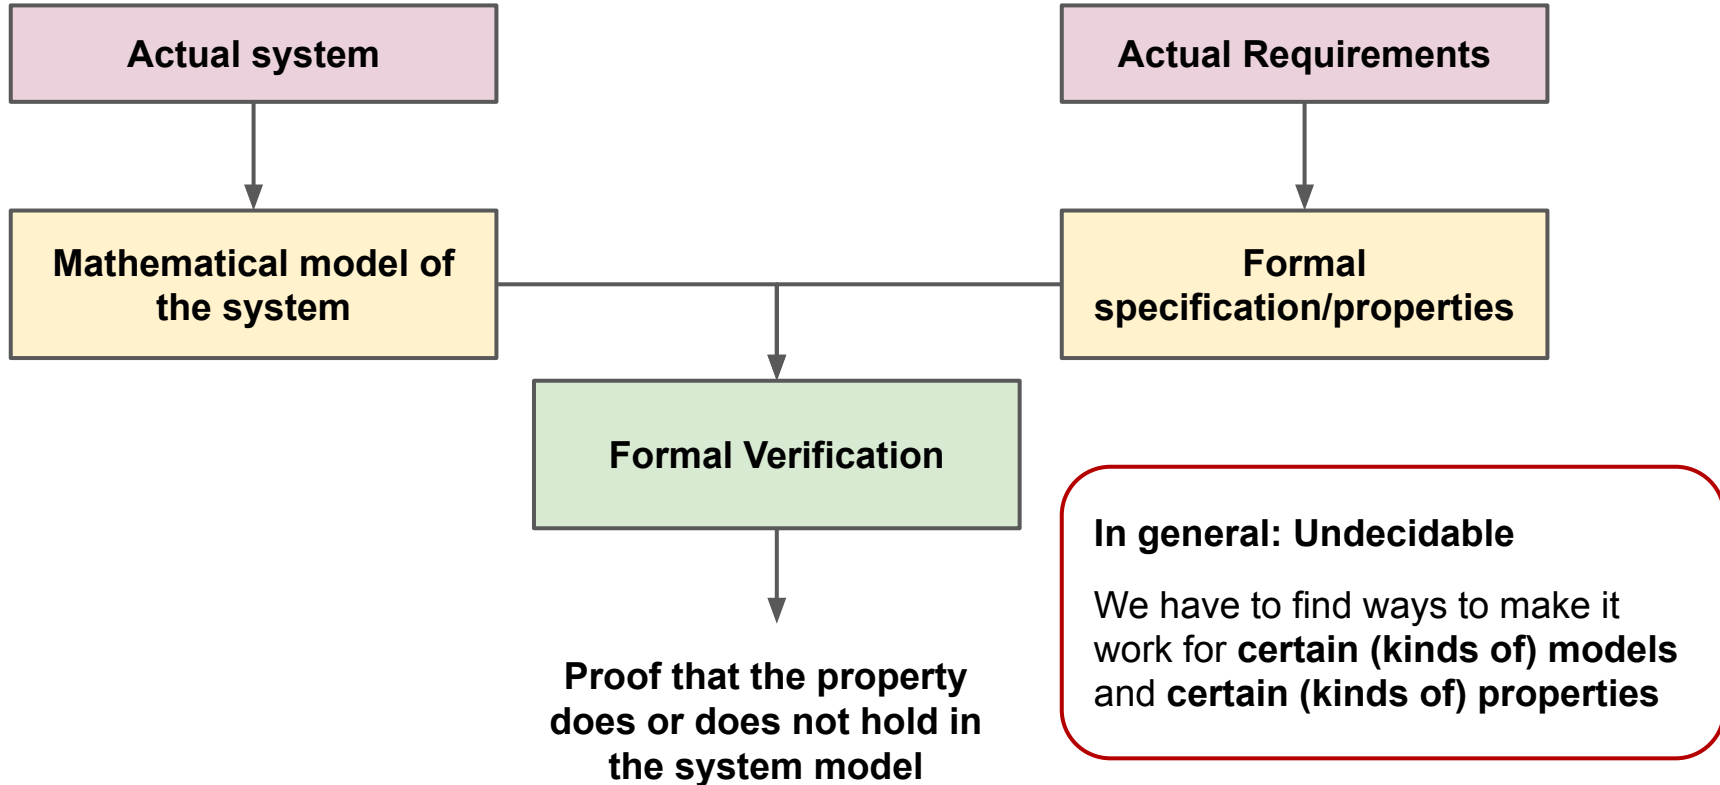 Actual system
Actual Requirements
Mathematical model of
the system
Formal
specification/properties
Formal Verification
In general: Undecidable
We have to find ways to make it
work for certain (kinds of) models
and certain (kinds of) properties
Proof that the property
does or does not hold in
the system model